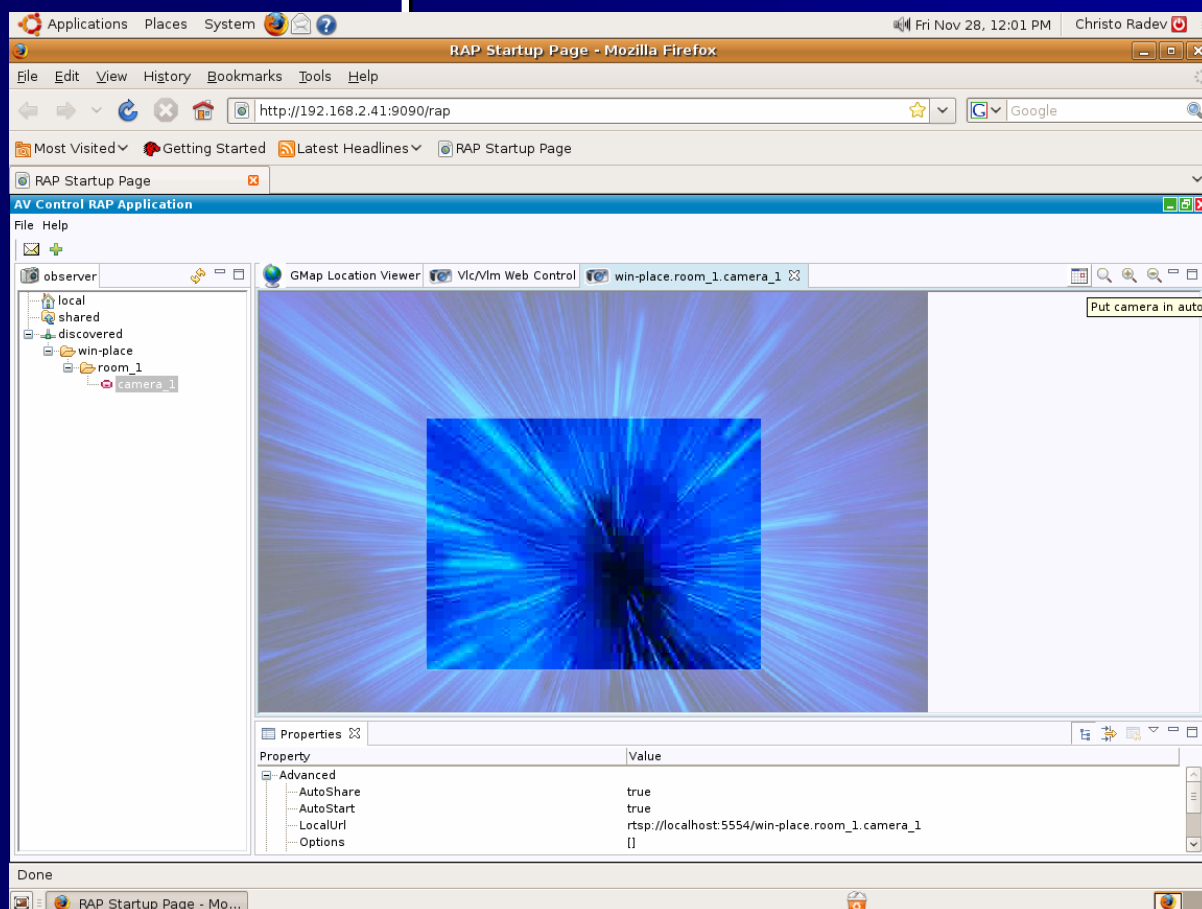 Applications Places System Fri Nov 28, 12:01 PM Christo Radev
RAP Startup Page - Mozilla Firefox
File Edit View History Bookmarks Tools Help
http://192.168.2.41:9090/rap G Google
Most Visited Getting Started Latest Headlines RAP Startup Page
RAP Startup Page
AV Control RAP Application
File Help
observer GMap Location Viewer Vlc/Vlm Web Control win-place.room_1.camera_1
Put camera in auto
local
shared
discovered
win-place
room_1
camera_1
Properties
Property Value
Advanced
AutoShare true
AutoStart true
LocalUrl rtsp://localhost:5554/win-place.room_1.camera_1
Options []
Done
RAP Startup Page - Mo...